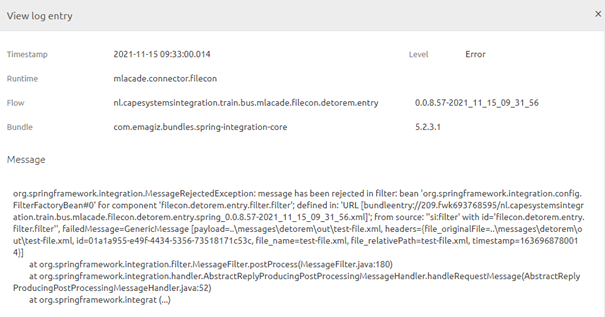 View log entry ×
Timestamp 2021-11-15 09:33:00.014 Level Error
Runtime mlacade.connector.filecon
Flow nl.capesystemsintegration.train.bus.mlacade.filecon.detorem.entry 0.0.8.57-2021_11_15_09_31_56
Bundle com.emagiz.bundles.spring-integration-core 5.2.3.1
Message
org.springframework.integration.MessageRejectedException: message has been rejected in filter: bean 'org.springframework.integration.config.
FilterFactoryBean#0' for component 'filecon.detorem.entry.filter.filter'; defined in: 'URL [bundleentry://209.fwk693768595/nl.capesystemsinteg
ration.train.bus.mlacade.filecon.detorem.entry.spring_0.0.8.57-2021_11_15_09_31_56.xml]'; from source: ''si:filter' with id='filecon.detorem.entry.
filter.filter'', failedMessage=GenericMessage [payload=..\messages\detorem\out\test-file.xml, headers={file_originalFile=..\messages\detorem\o
ut\test-file.xml, id=01a1a955-e49f-4434-5356-73518171c53c, file_name=test-file.xml, file_relativePath=test-file.xml, timestamp=163696878001
4}]
at org.springframework.integration.filter.MessageFilter.postProcess(MessageFilter.java:180)
at org.springframework.integration.handler.AbstractReplyProducingPostProcessingMessageHandler.handleRequestMessage(AbstractReply
ProducingPostProcessingMessageHandler.java:52)
at org.springframework.integrat (...)